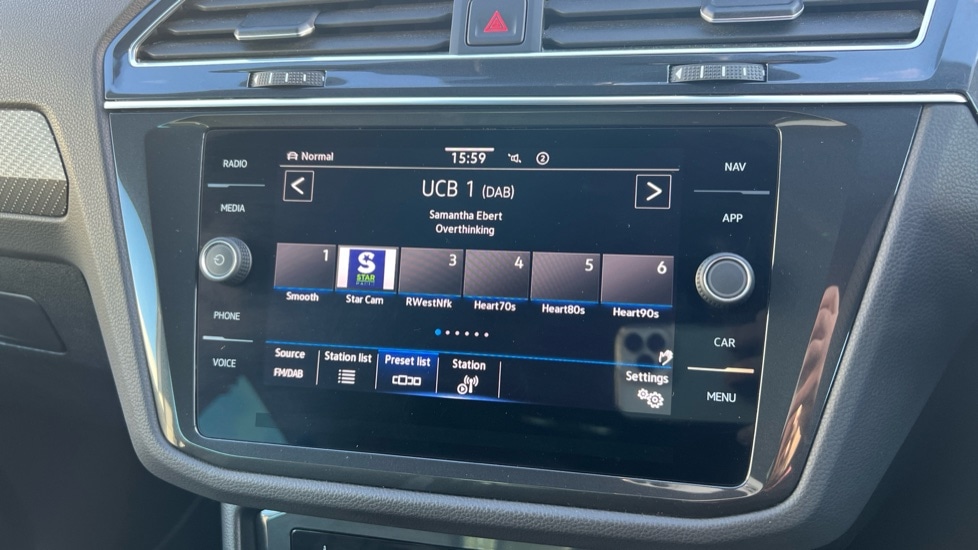 RADIO
MEDIA
PHONE
VOICE
Normal
15:59
2
UCB 1 (DAB)
Samantha Ebert
Overthinking
1
S
STAR
3
4
5
6
Smooth
Star Cam
RWestNfk
Heart70s
Heart80s
Heart90s
Source
FM/DAB
Station list
Preset list
Station
Settings
NAV
APP
CAR
MENU